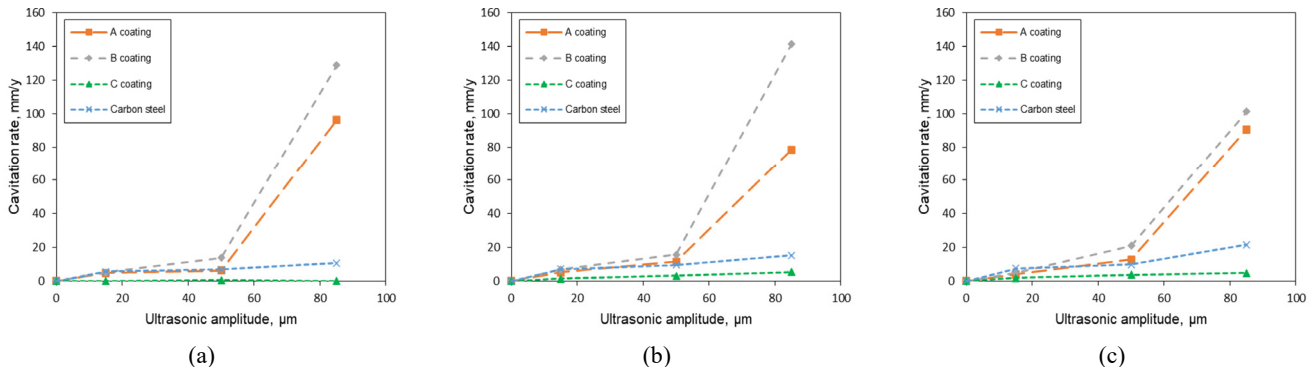 160
140
120
100
80
60
40
20
0
Cavitation rate, mm/y
A coating
B coating
C coating
Carbon steel
0 20 40 60 80 100
Ultrasonic amplitude, µm
(a)
160
140
120
100
80
60
40
20
0
Cavitation rate, mm/y
A coating
B coating
C coating
Carbon steel
0 20 40 60 80 100
Ultrasonic amplitude, µm
(b)
160
140
120
100
80
60
40
20
0
Cavitation rate, mm/y
A coating
B coating
C coating
Carbon steel
0 20 40 60 80 100
Ultrasonic amplitude, µm
(c)